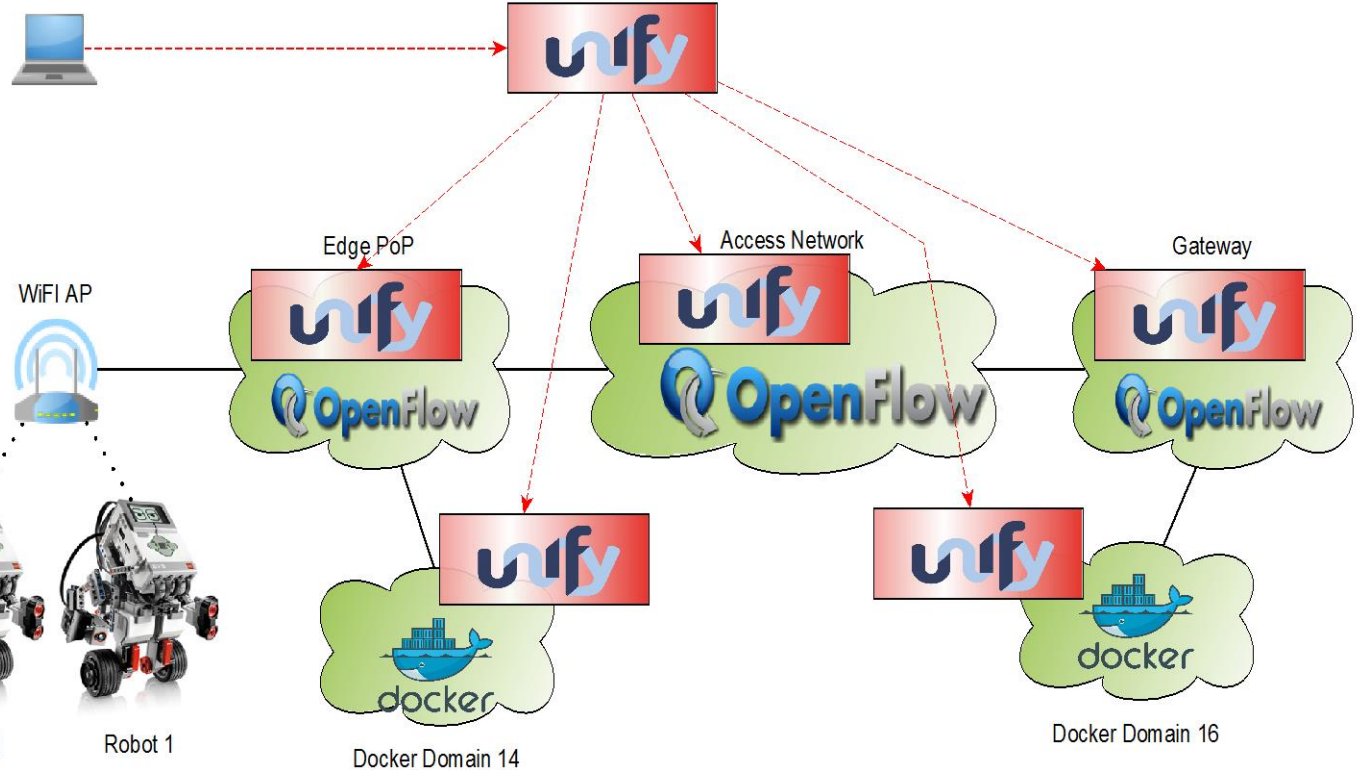 unify
Edge PoP
Access Network
Gateway
WiFI AP
unify
unify
unify
OpenFlow
OpenFlow
OpenFlow
unify
unify
docker
docker
Robot 1
Docker Domain 14
Docker Domain 16